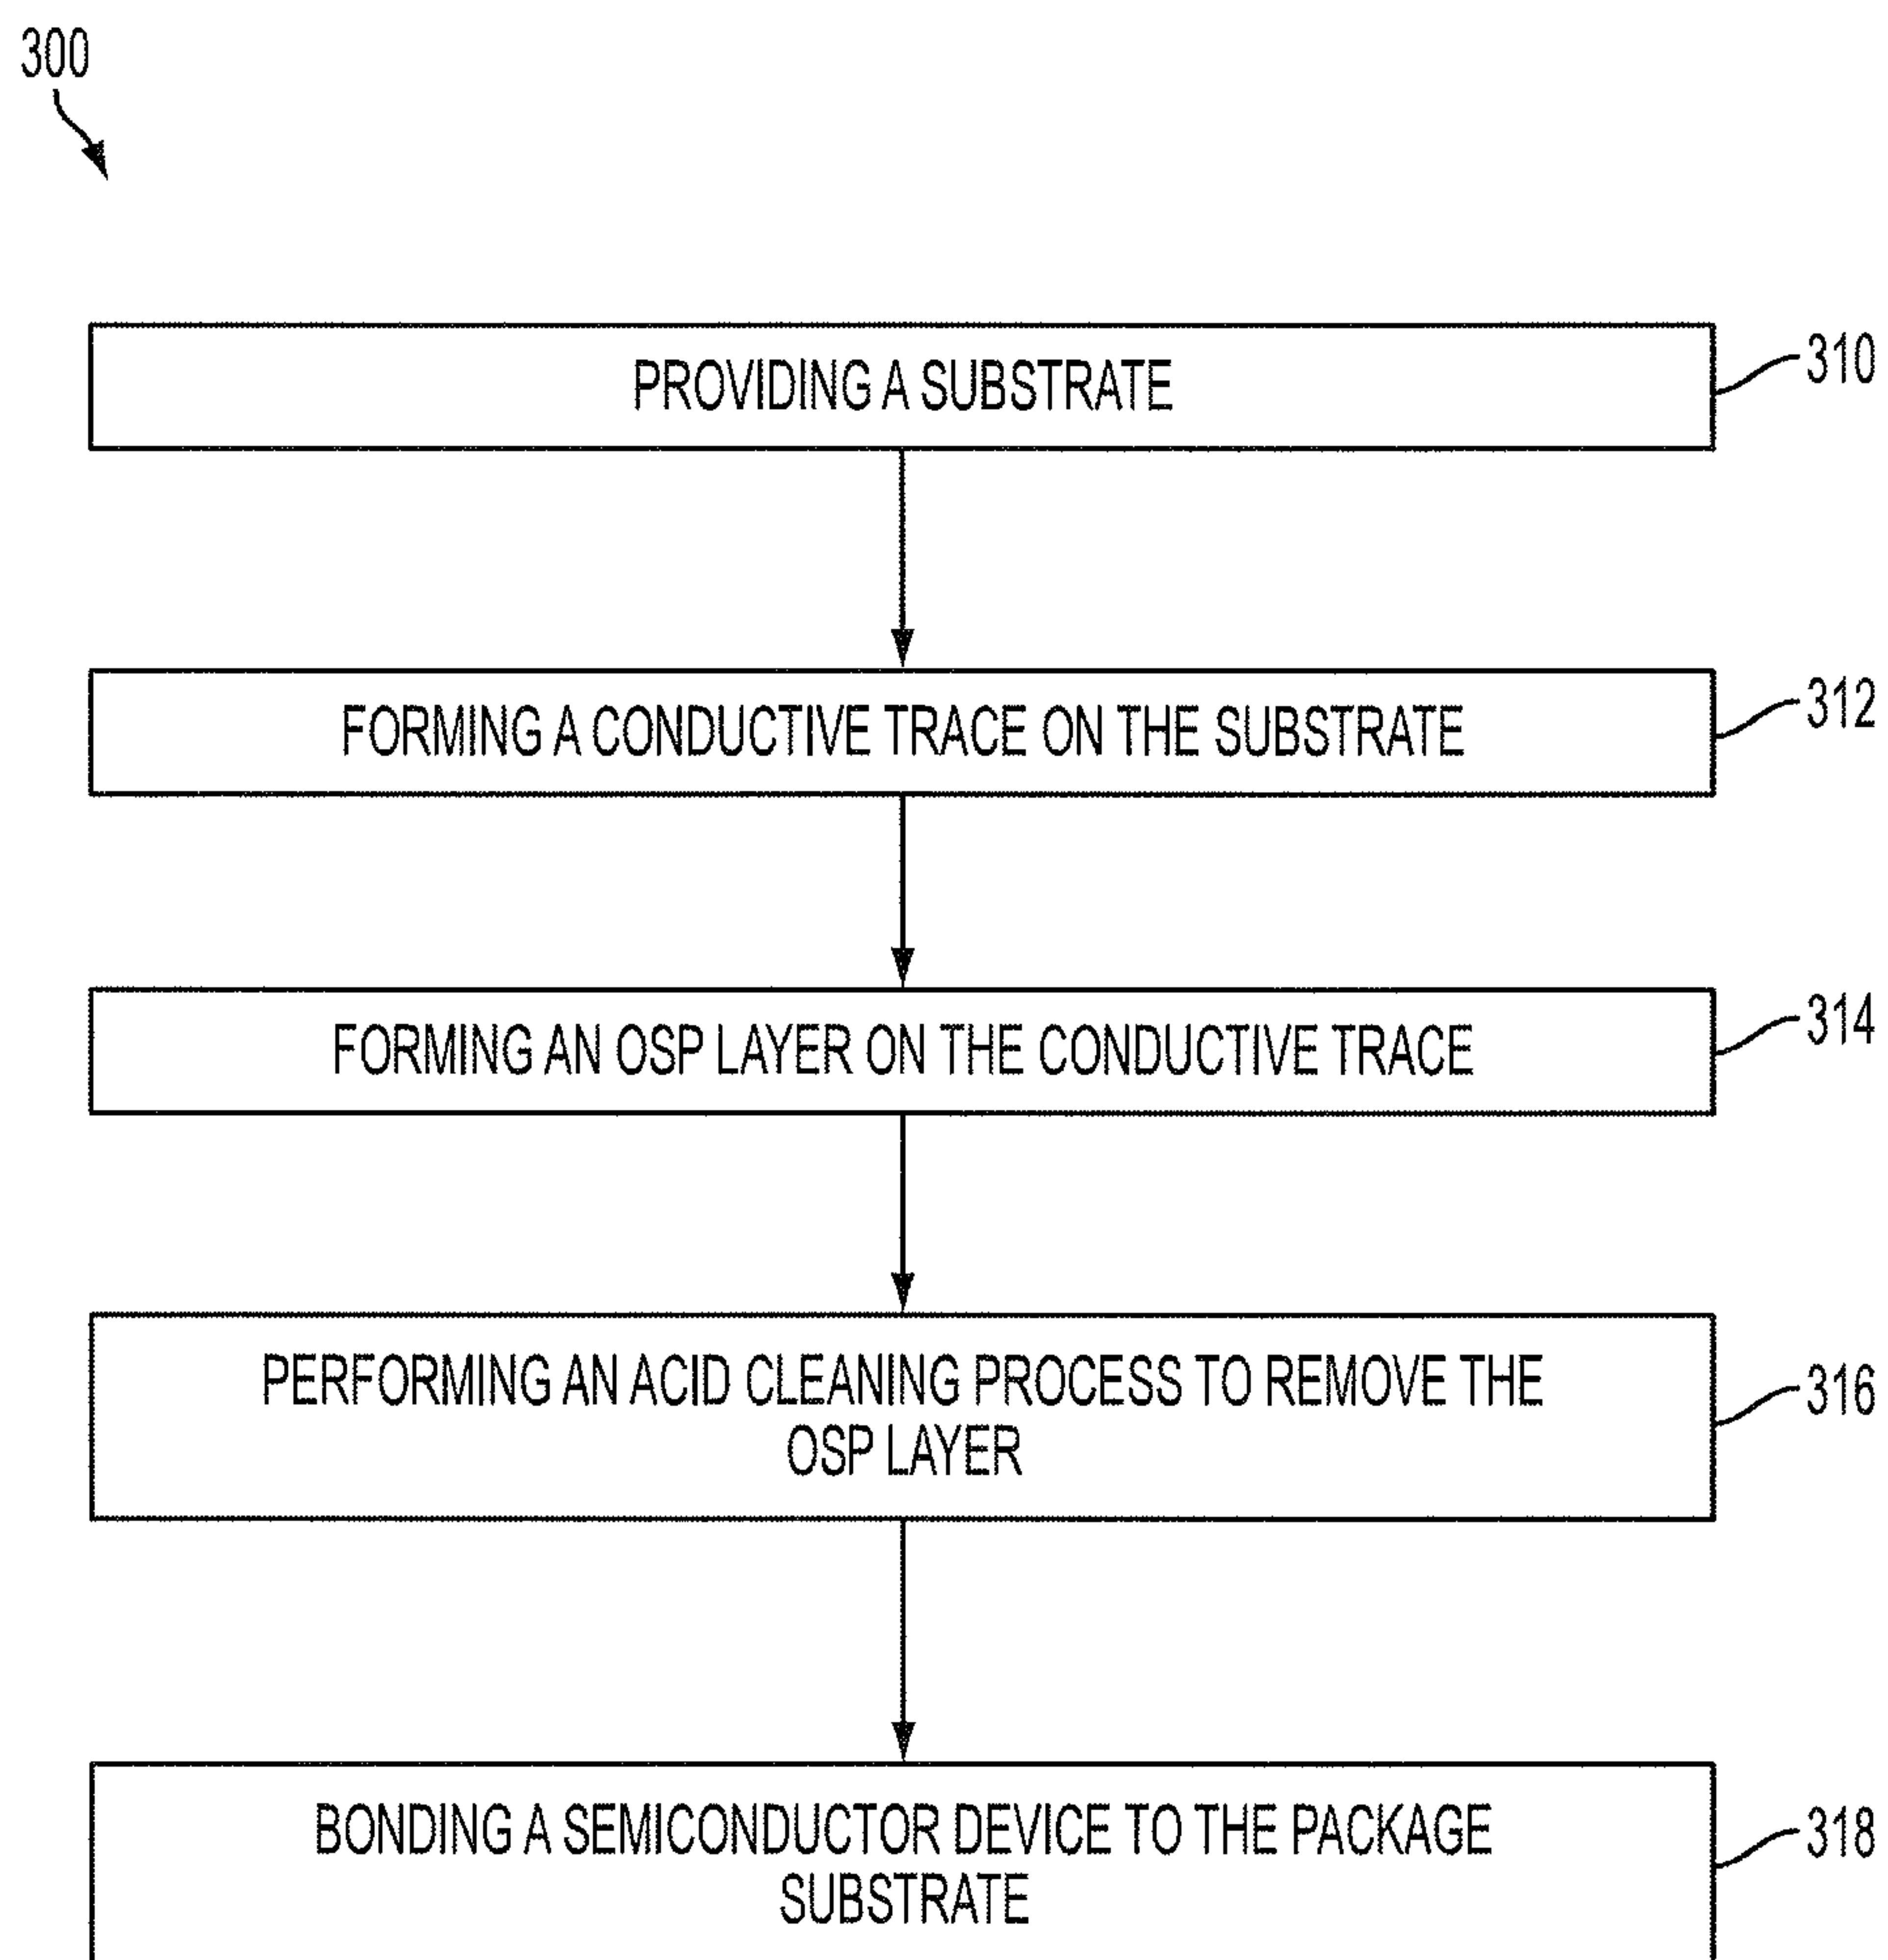 300
PROVIDING A SUBSTRATE
310
FORMING A CONDUCTIVE TRACE ON THE SUBSTRATE
312
FORMING AN OSP LAYER ON THE CONDUCTIVE TRACE
314
PERFORMING AN ACID CLEANING PROCESS TO REMOVE THE
OSP LAYER
316
BONDING A SEMICONDUCTOR DEVICE TO THE PACKAGE
SUBSTRATE
318